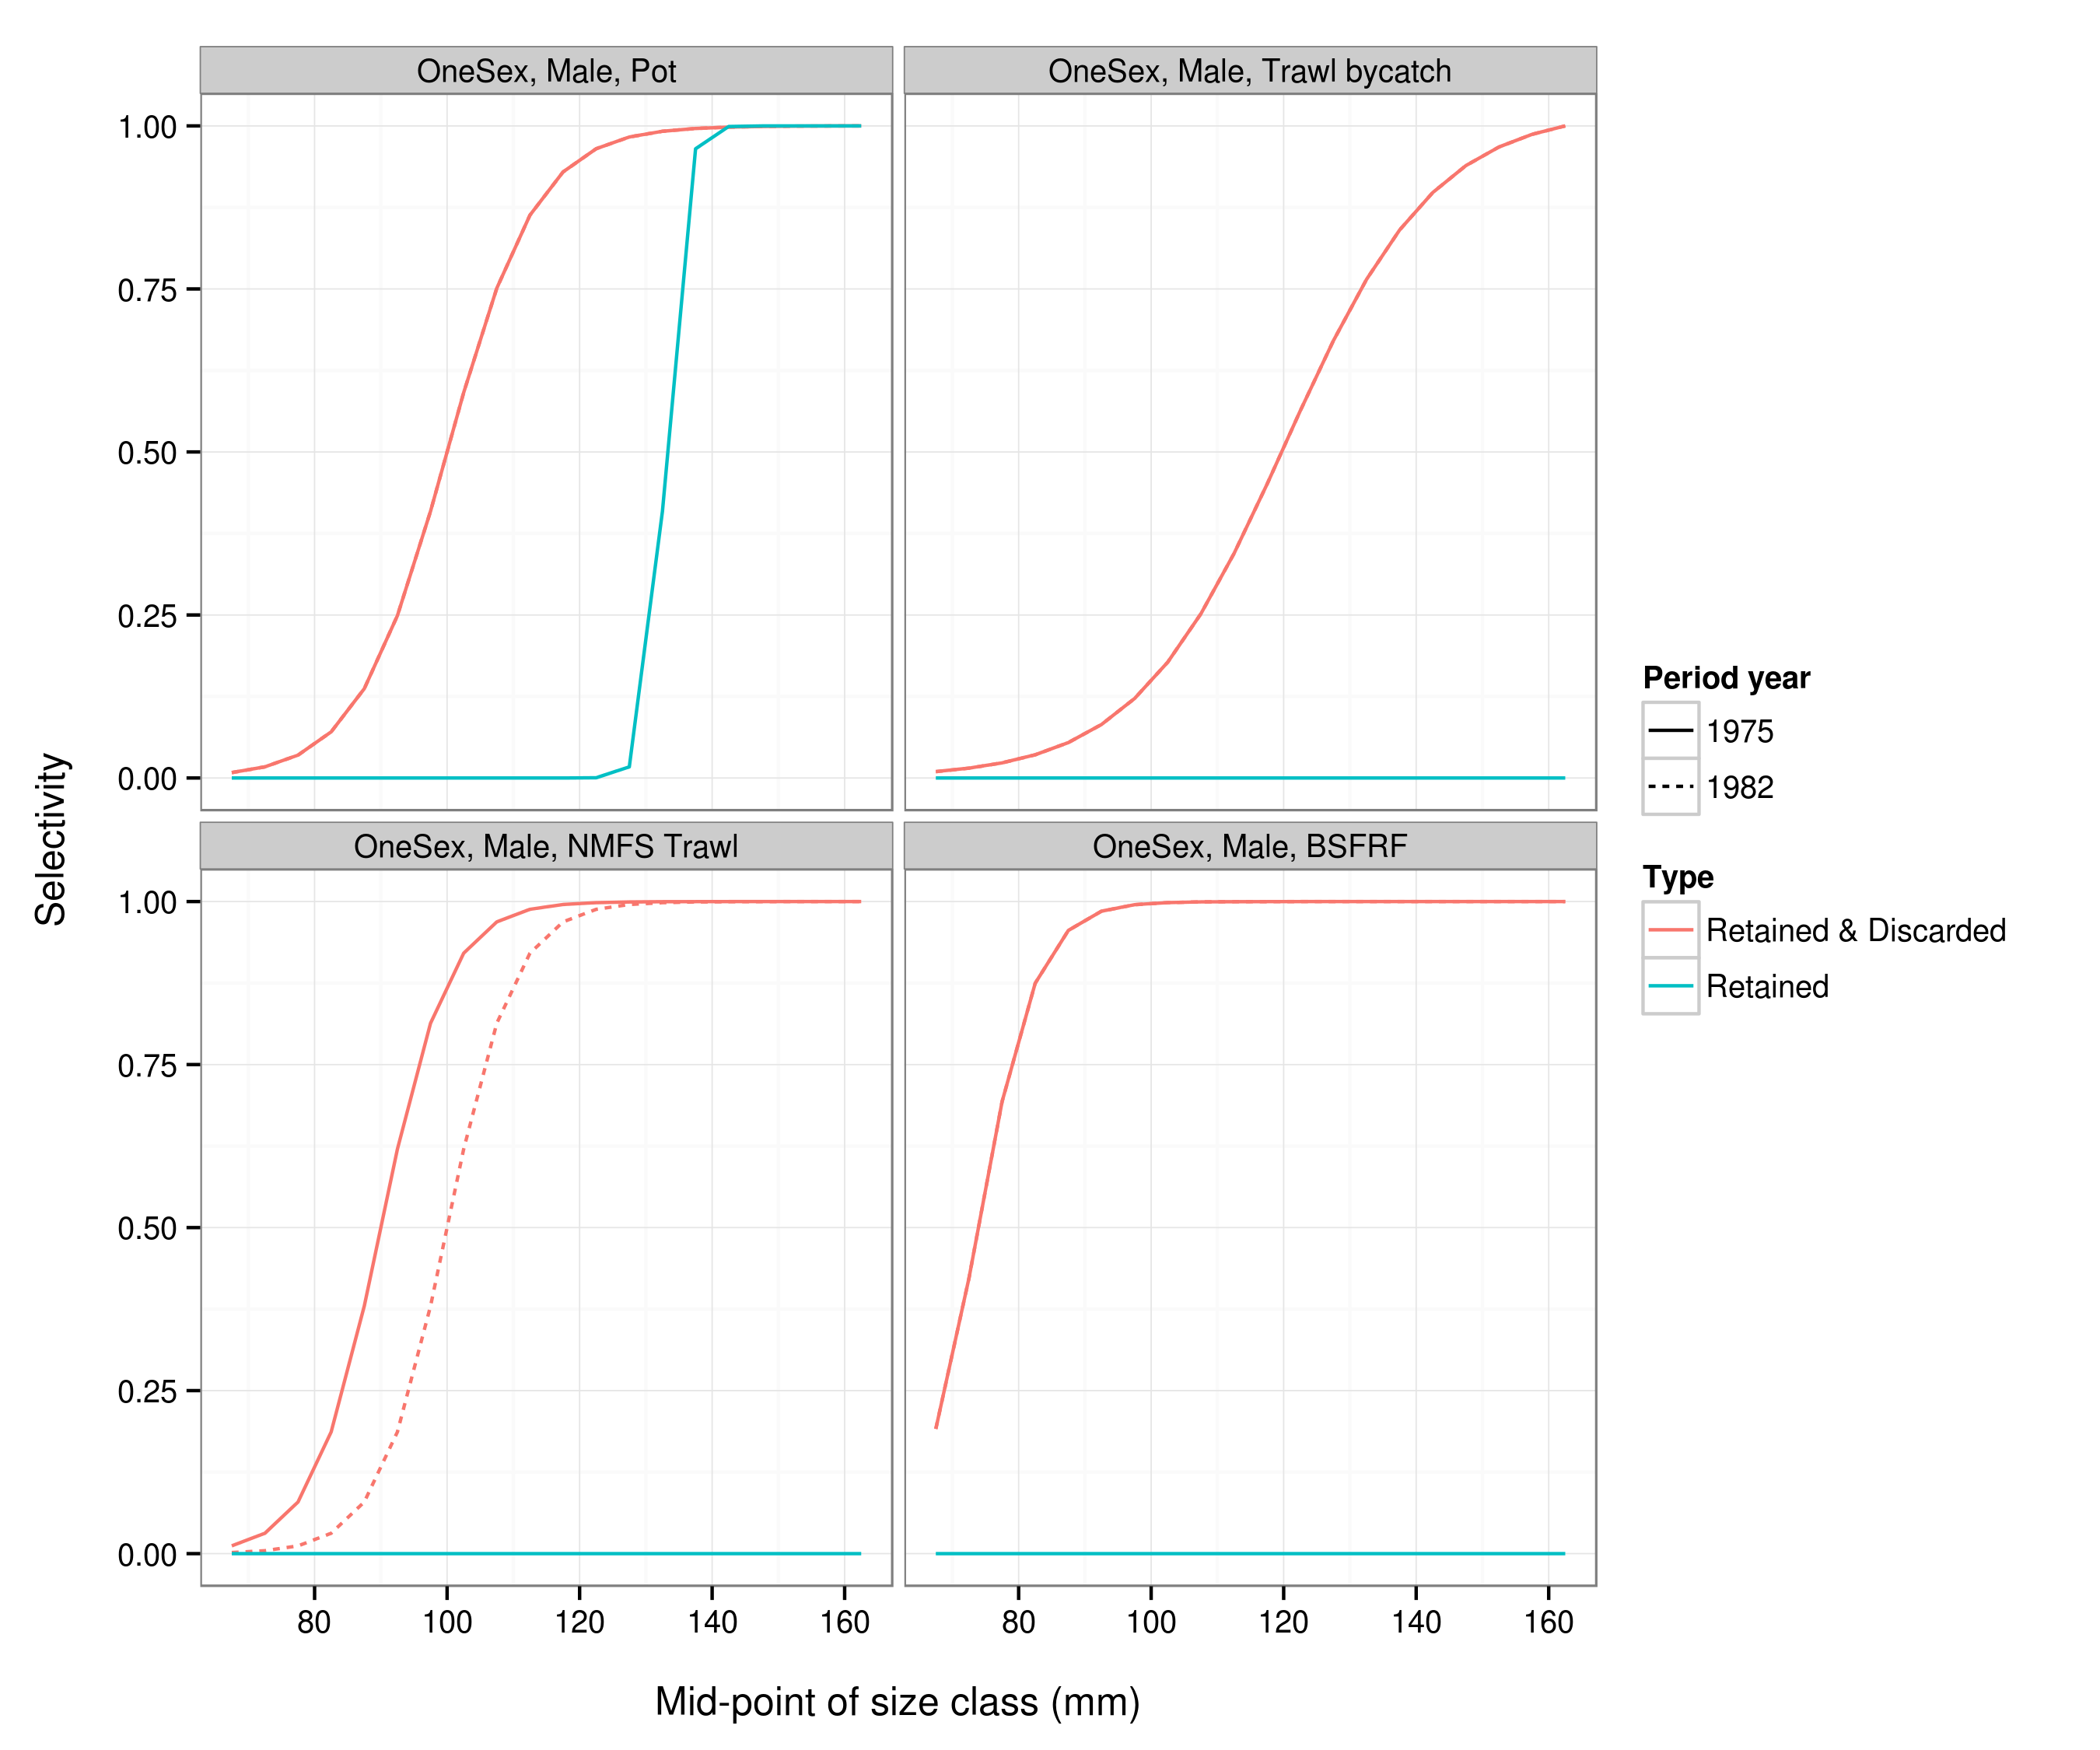 OneSex, Male, Pot
OneSex, Male, Trawl bycatch
1.00
0.75
0.50
0.25
0.00
Selectivity
OneSex, Male, NMFS Trawl
OneSex, Male, BSFRF
1.00
0.75
0.50
0.25
0.00
80 100 120 140 160
80 100 120 140 160
Mid-point of size class (mm)
Period year
1975
1982
Type
Retained & Discarded
Retained